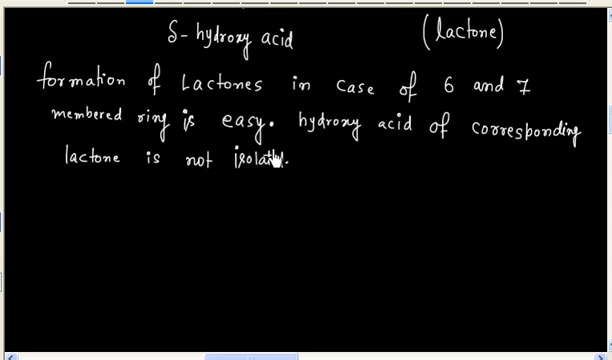 δ- hydroxy acid (lactone)
formation of Lactones in case of 6 and 7
membered ring is easy. hydroxy acid of corresponding
lactone is not isolated.